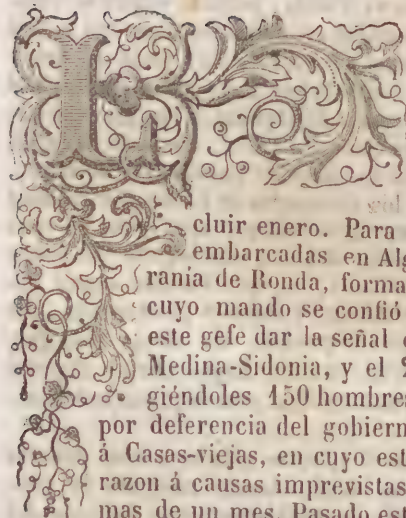 L
cluir enero. Para
embarcadas en Alg
ranía de Ronda, forma
cuyo mando se confió
este gefe dar la señal
Medina-Sidonia, y el
giéndoles 150 hombres
por deferencia del gobiern
á Casas-viejas, en cuyo est
razon á causas imprevistas
mas de un mes. Pasado est